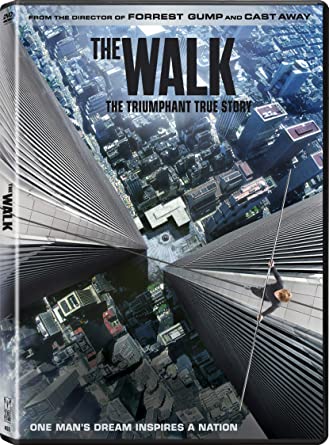 FROM THE DIRECTOR OF FORREST GUMP AND CAST AWAY
THE WALK
THE TRIUMPHANT TRUE STORY
THE WALK
ONE MAN'S DREAM INSPIRES A NATION
DVD